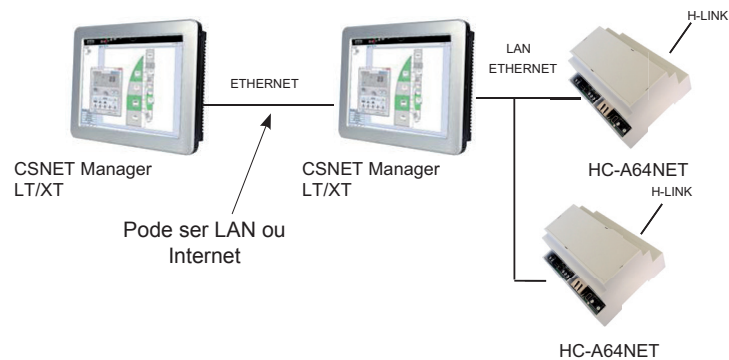 H-LINK
LAN
ETHERNET
ETHERNET
CSNET Manager
LT/XT
CSNET Manager
LT/XT
HC-A64NET
H-LINK
Pode ser LAN ou
Internet
HC-A64NET